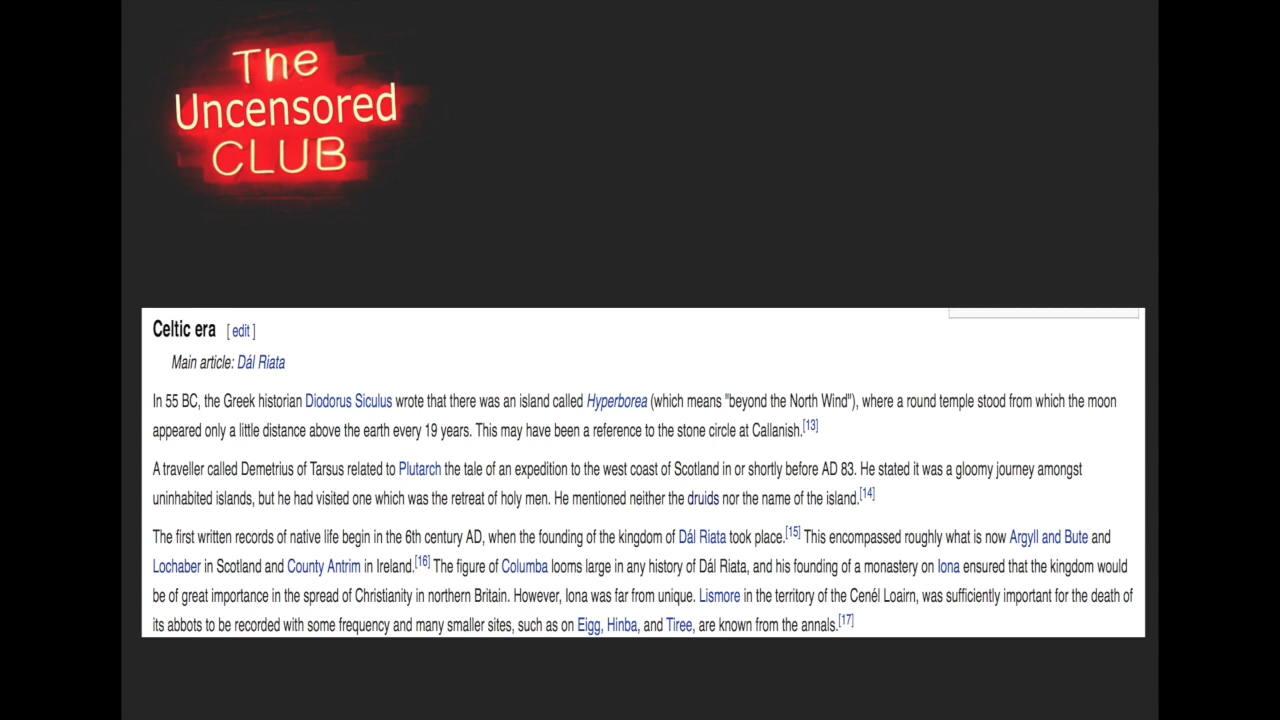 The
Uncensored
CLUB
Celtic era [ edit ]
Main article: Dál Riata
In 55 BC, the Greek historian Diodorus Siculus wrote that there was an island called Hyperborea (which means "beyond the North Wind"), where a round temple stood from which the moon
appeared only a little distance above the earth every 19 years. This may have been a reference to the stone circle at Callanish.[13]
A traveller called Demetrius of Tarsus related to Plutarch the tale of an expedition to the west coast of Scotland in or shortly before AD 83. He stated it was a gloomy journey amongst
uninhabited islands, but he had visited one which was the retreat of holy men. He mentioned neither the druids nor the name of the island.[14]
The first written records of native life begin in the 6th century AD, when the founding of the kingdom of Dál Riata took place.[15] This encompassed roughly what is now Argyll and Bute and
Lochaber in Scotland and County Antrim in Ireland.[16] The figure of Columba looms large in any history of Dál Riata, and his founding of a monastery on Iona ensured that the kingdom would
be of great importance in the spread of Christianity in northern Britain. However, Iona was far from unique. Lismore in the territory of the Cenél Loairn, was sufficiently important for the death of
its abbots to be recorded with some frequency and many smaller sites, such as on Eigg, Hinba, and Tiree, are known from the annals.[17]